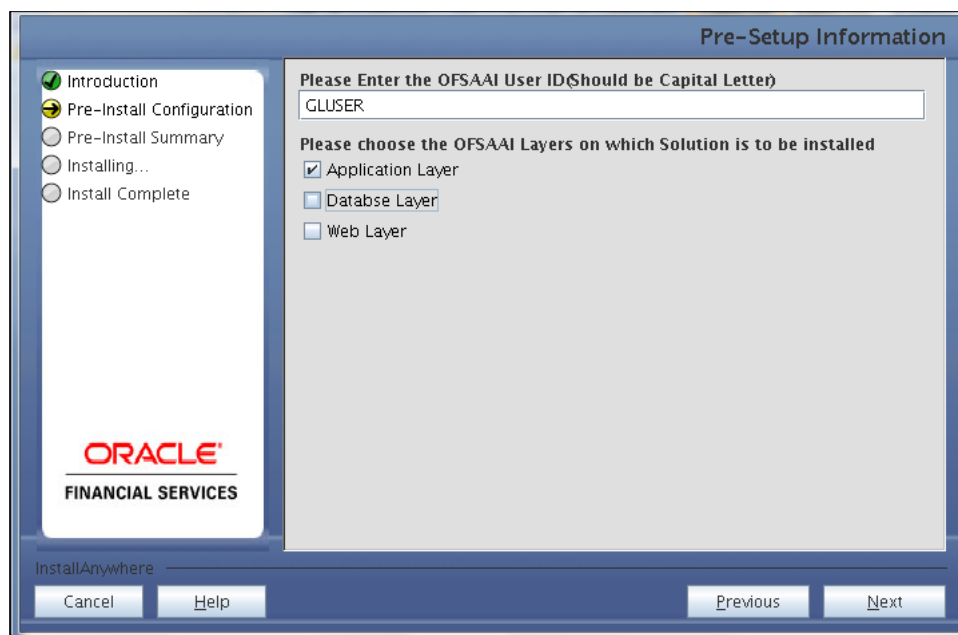 Pre-Setup Information
Introduction
Pre-Install Configuration
Pre-Install Summary
Installing...
Install Complete
Please Enter the OFSAAI User ID(Should be Capital Letter)
GLUSER
Please choose the OFSAAI Layers on which Solution is to be installed
Application Layer
Databse Layer
Web Layer
ORACLE
FINANCIAL SERVICES
InstallAnywhere
Cancel
Help
Previous
Next